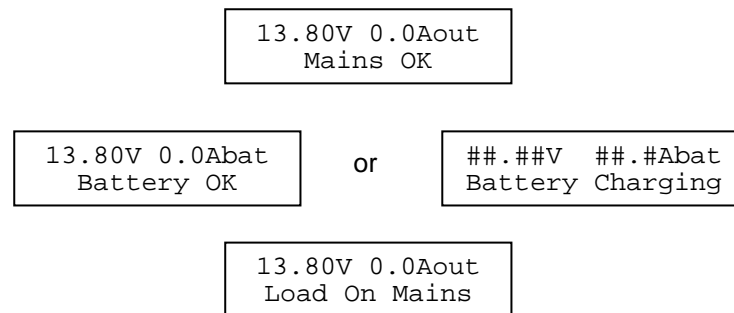 13.80V 0.0Aout
Mains OK
13.80V 0.0Abat
Battery OK
or
##.##V ##.#Abat
Battery Charging
13.80V 0.0Aout
Load On Mains